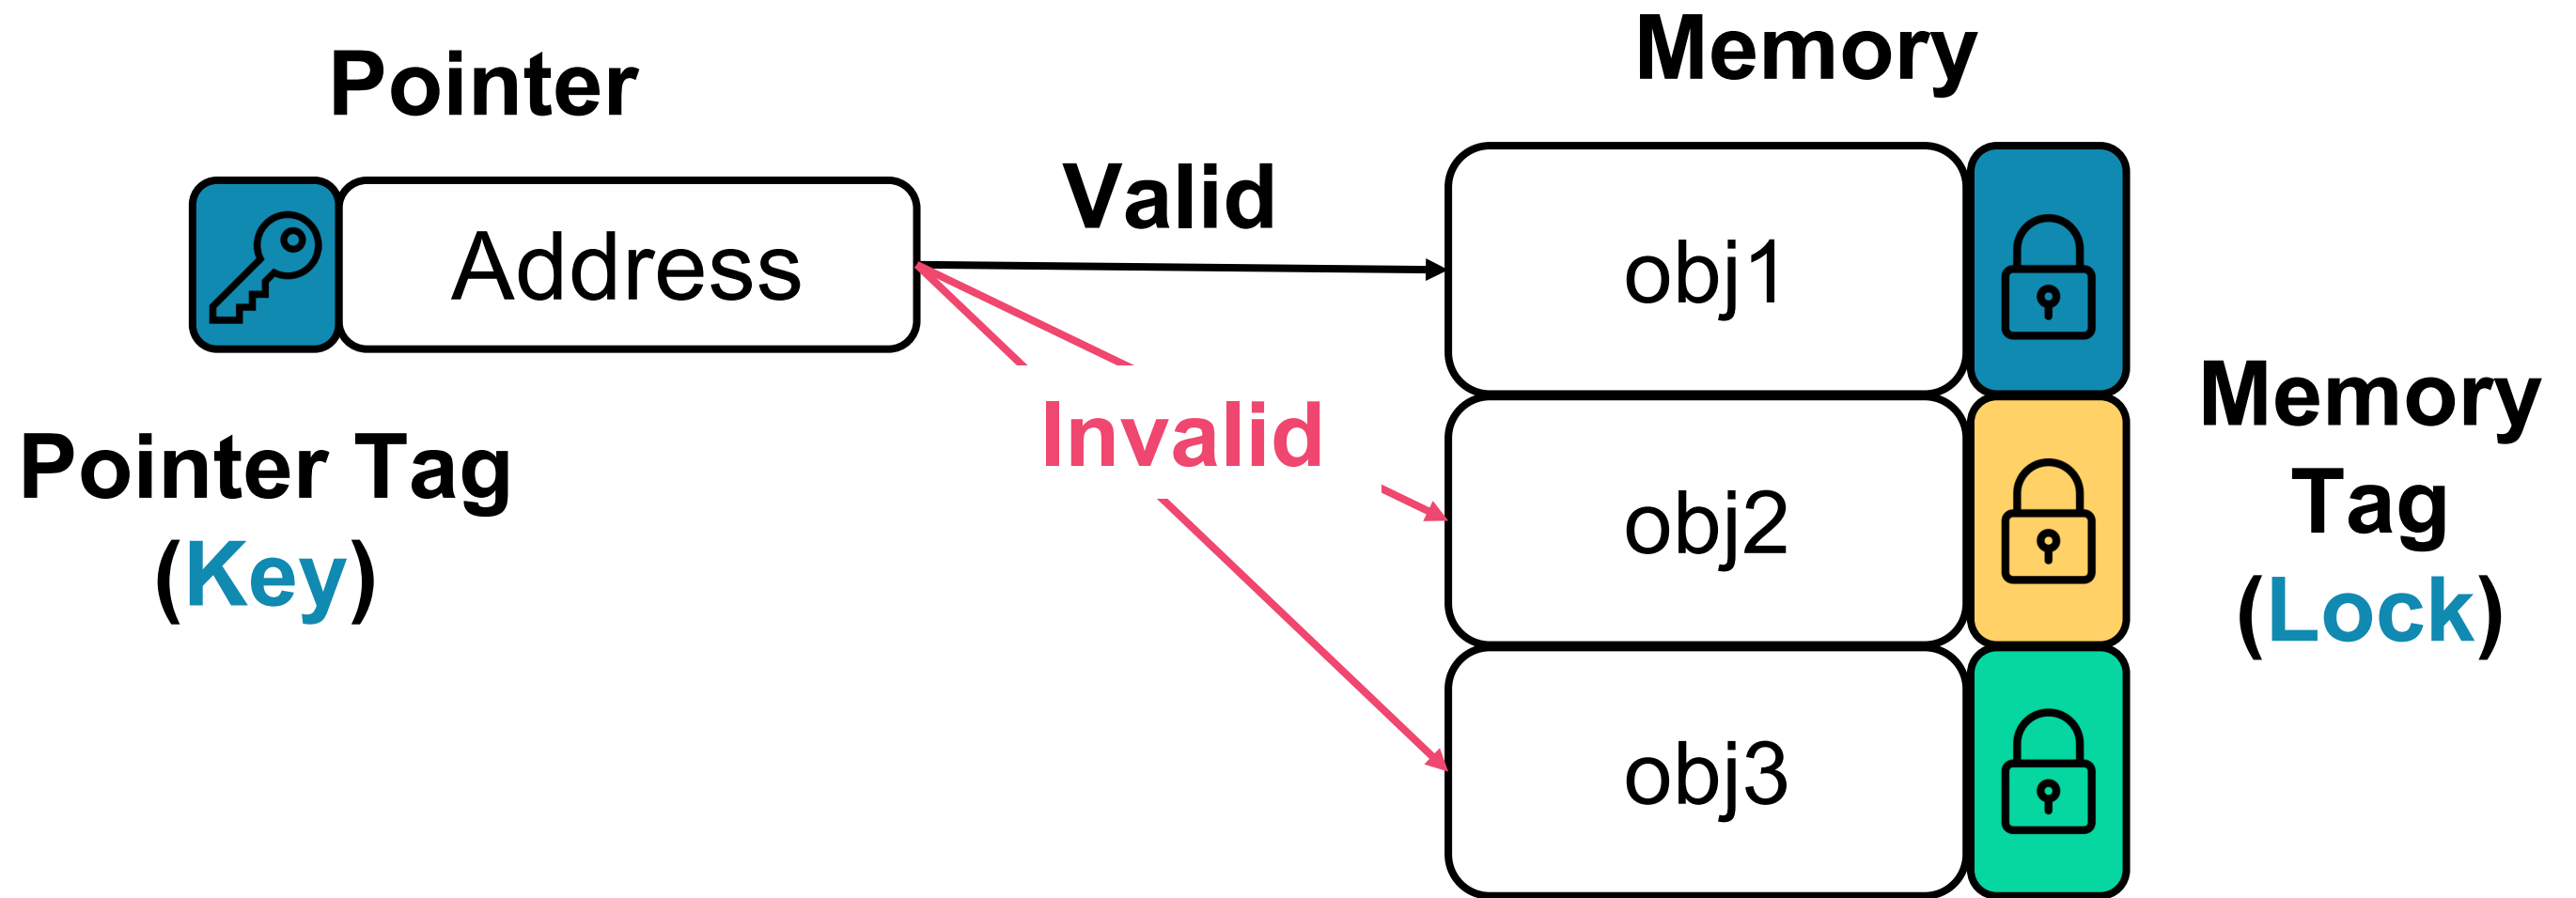 Pointer
Memory
Address
Valid
obj1
Invalid
Pointer Tag
(Key)
obj2
obj3
Memory
Tag
(Lock)